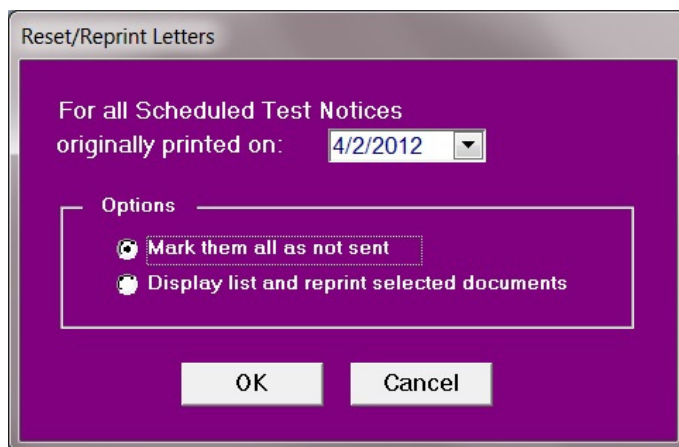 Reset/Reprint Letters
For all Scheduled Test Notices
originally printed on: 4/2/2012
Options
Mark them all as not sent
Display list and reprint selected documents
OK Cancel